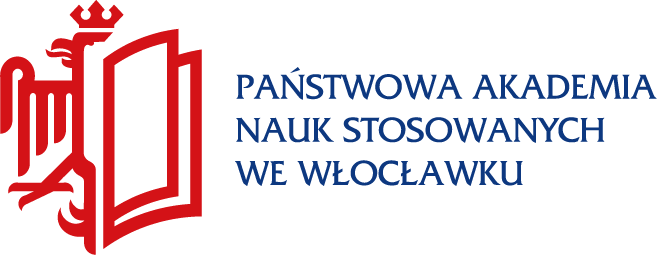 PAŃSTWOWA AKADEMIA
NAUK STOSOWANYCH
WE WŁOCŁAWKU